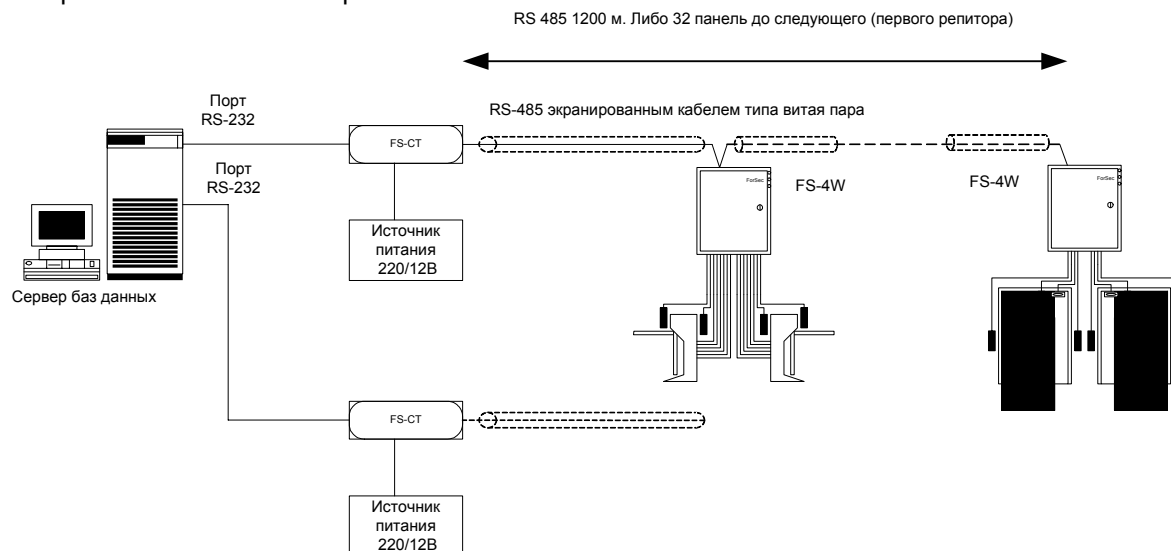 RS 485 1200 м. Либо 32 панель до следующего (первого репитора)
Порт
RS-232
RS-485 экранированным кабелем типа витая пара
FS-CT
Порт
RS-232
ForSec
FS-4W
FS-4W
ForSec
Источник
питания
220/12В
Сервер баз данных
FS-CT
Источник
питания
220/12В